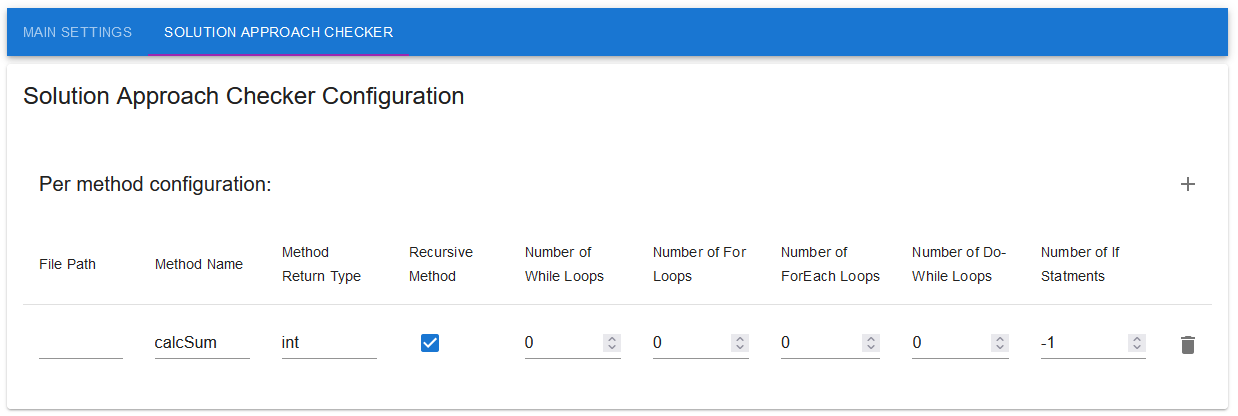 MAIN SETTINGS SOLUTION APPROACH CHECKER
Solution Approach Checker Configuration
Per method configuration:
File Path Method Name Method Return Type Recursive Method Number of While Loops Number of For Loops Number of ForEach Loops Number of Do-While Loops Number of If Statments
calcSum int 0 0 0 0 -1